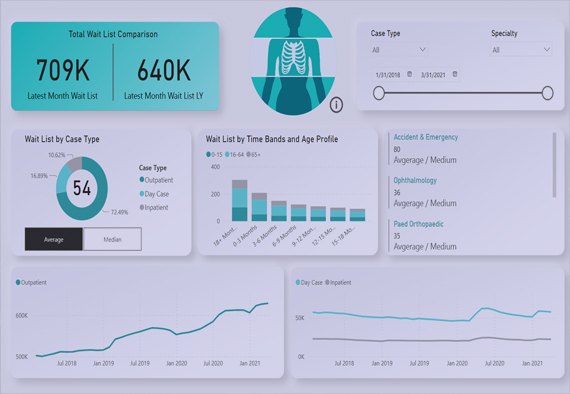 Total Wait List Comparison
709K
Latest Month Wait List
640K
Latest Month Wait List LY
i
Case Type
All
Specialty
All
1/31/2018
3/31/2021
Wait List by Case Type
10.62%
16.89%
72.49%
54
Case Type
Outpatient
Day Case
Inpatient
Average
Median
Wait List by Time Bands and Age Profile
0-15
16-64
65+
400
200
0
18+ Mont...
0-3 Months
3-6 Months
6-9 Months
9-12 Mon...
12-15 Mo...
15-18 Mo...
Accident & Emergency
80
Avgerage / Medium
Ophthalmology
36
Avgerage / Medium
Paed Orthopaedic
35
Avgerage / Medium
Outpatient
600K
500K
Jul 2018
Jan 2019
Jul 2019
Jan 2020
Jul 2020
Jan 2021
Day Case
Inpatient
50K
0K
Jul 2018
Jan 2019
Jul 2019
Jan 2020
Jul 2020
Jan 2021